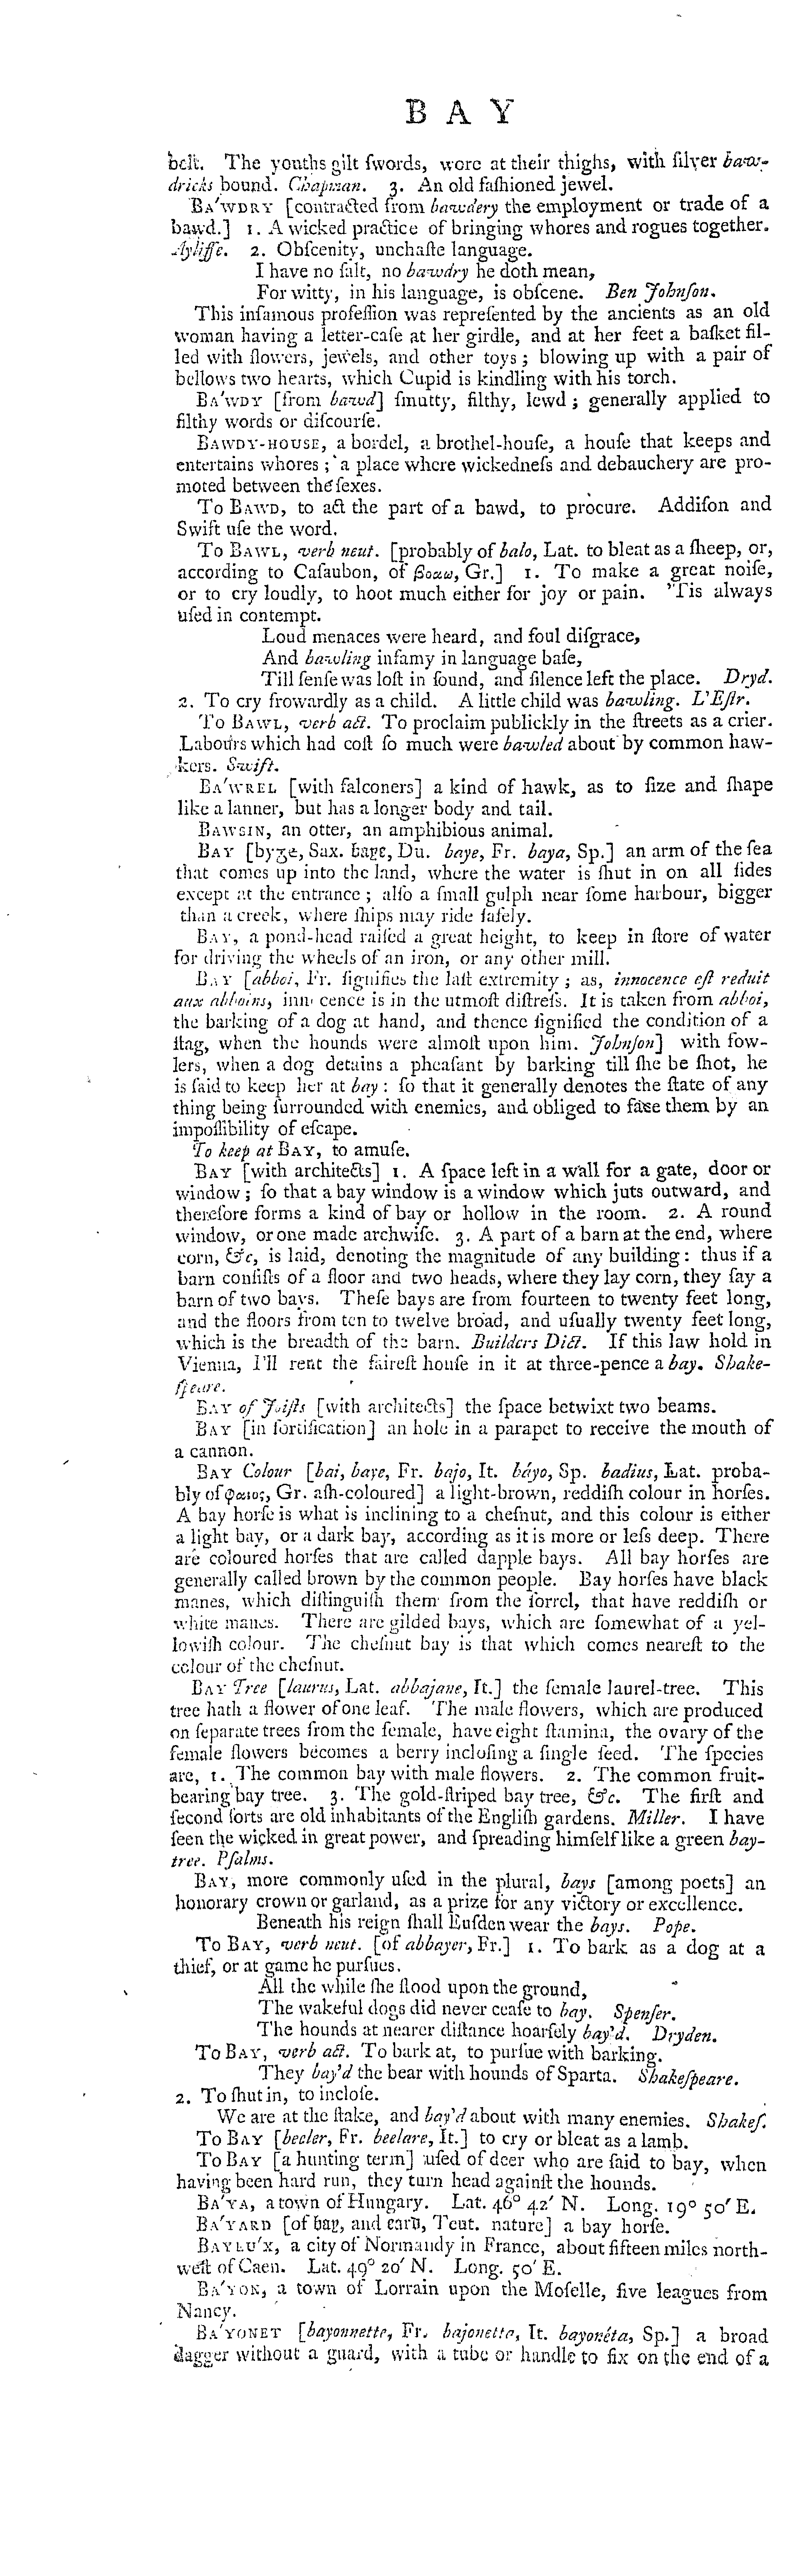 B A Y
belt. The youths gilt ſwords, wore at their thighs, with ſilver baw-
dricks bound. Chapman. 3. An old faſhioned jewel.
BA'WDRY [contracted from bawdery the employment or trade of a
bawd.] 1. A wicked practice of bringing whores and rogues together.
Ayliffe. 2. Obſcenity, unchaſte language.
I have no ſalt, no bawdry he doth mean,
For witty, in his language, is obſcene. Ben Johnſon.
This infamous profeſſion was repreſented by the ancients as an old
woman having a letter-caſe at her girdle, and at her feet a baſket fil-
led with flowers, jewels, and other toys; blowing up with a pair of
bellows two hearts, which Cupid is kindling with his torch.
BA'WDY [from bawd] ſmutty, filthy, lewd; generally applied to
filthy words or diſcourſe.
BAWDY-HOUSE, a bordel, a brothel-houſe, a houſe that keeps and
entertains whores; a place where wickedneſs and debauchery are pro-
moted between the ſexes.
To BAWD, to act the part of a bawd, to procure. Addiſon and
Swift uſe the word.
To BAWL, verb neut. [probably of balo, Lat. to bleat as a ſheep, or,
according to Caſaubon, of βοαω, Gr.] 1. To make a great noiſe,
or to cry loudly, to hoot much either for joy or pain. 'Tis always
uſed in contempt.
Loud menaces were heard, and foul diſgrace,
And bawling infamy in language baſe,
Till ſenſe was loſt in ſound, and ſilence left the place. Dryd.
2. To cry frowardly as a child. A little child was bawling. L'Eſtr.
To BAWL, verb act. To proclaim publickly in the ſtreets as a crier.
Labours which had coſt ſo much were bawled about by common haw-
kers. Swift.
BA'WREL [with falconers] a kind of hawk, as to ſize and ſhape
like a lanner, but has a longer body and tail.
BAWSIN, an otter, an amphibious animal.
BAY [byge, Sax. baye, Du. baye, Fr. baya, Sp.] an arm of the ſea
that comes up into the land, where the water is ſhut in on all ſides
except at the entrance; alſo a ſmall gulph near ſome harbour, bigger
than a creek, where ſhips may ride ſafely.
BAY, a pond-head raiſed a great height, to keep in ſtore of water
for driving the wheels of an iron, or any other mill.
BAY [abboi, Fr. ſignifies the laſt extremity; as, innocence eſt reduit
aux abboins, innocence is in the utmoſt diſtreſs. It is taken from abboi,
the barking of a dog at hand, and thence ſignified the condition of a
ſtag, when the hounds were almoſt upon him. Johnſon] with fow-
lers, when a dog detains a pheaſant by barking till ſhe be ſhot, he
is ſaid to keep her at bay: ſo that it generally denotes the ſtate of any
thing being ſurrounded with enemies, and obliged to face them by an
impoſſibility of eſcape.
To keep at BAY, to amuſe.
BAY [with architects] 1. A ſpace left in a wall for a gate, door or
window; ſo that a bay window is a window which juts outward, and
therefore forms a kind of bay or hollow in the room. 2. A round
window, or one made archwiſe. 3. A part of a barn at the end, where
corn, &c, is laid, denoting the magnitude of any building: thus if a
barn conſiſts of a floor and two heads, where they lay corn, they ſay a
barn of two bays. Theſe bays are from fourteen to twenty feet long,
and the floors from ten to twelve broad, and uſually twenty feet long,
which is the breadth of the barn. Builders Dict. If this law hold in
Vienna, I'll rent the faireſt houſe in it at three-pence a bay. Shake-
ſpeare.
BAY of Joiſts [with architects] the ſpace betwixt two beams.
BAY [in fortification] an hole in a parapet to receive the mouth of
a cannon.
BAY Colour [bai, baye, Fr. bajo, It. báyo, Sp. badius, Lat. proba-
bly of φαιος, Gr. aſh-coloured] a light-brown, reddiſh colour in horſes.
A bay horſe is what is inclining to a cheſnut, and this colour is either
a light bay, or a dark bay, according as it is more or leſs deep. There
are coloured horſes that are called dapple bays. All bay horſes are
generally called brown by the common people. Bay horſes have black
manes, which diſtinguiſh them from the ſorrel, that have reddiſh or
white manes. There are gilded bays, which are ſomewhat of a yel-
lowiſh colour. The cheſnut bay is that which comes neareſt to the
colour of the cheſnut.
BAY Tree [laurus, Lat. abbajane, It.] the female laurel-tree. This
tree hath a flower of one leaf. The male flowers, which are produced
on ſeparate trees from the female, have eight ſtamina, the ovary of the
female flowers becomes a berry incloſing a ſingle ſeed. The ſpecies
are, 1. The common bay with male flowers. 2. The common fruit-
bearing bay tree. 3. The gold-ſtriped bay tree, &c. The firſt and
ſecond ſorts are old inhabitants of the Engliſh gardens. Miller. I have
ſeen the wicked in great power, and ſpreading himſelf like a green bay-
tree. Pſalms.
BAY, more commonly uſed in the plural, bays [among poets] an
honorary crown or garland, as a prize for any victory or excellence.
Beneath his reign ſhall Euſden wear the bays. Pope.
To BAY, verb neut. [of abbayer, Fr.] 1. To bark as a dog at a
thief, or at game he purſues.
All the while ſhe ſtood upon the ground,
The wakeful dogs did never ceaſe to bay. Spenſer.
The hounds at nearer diſtance hoarſely bay'd. Dryden.
To BAY, verb act. To bark at, to purſue with barking.
They bay'd the bear with hounds of Sparta. Shakeſpeare.
2. To ſhut in, to incloſe.
We are at the ſtake, and bay'd about with many enemies. Shakeſ.
To BAY [beeler, Fr. beelare, It.] to cry or bleat as a lamb.
To BAY [a hunting term] uſed of deer who are ſaid to bay, when
having been hard run, they turn head againſt the hounds.
BA'YA, a town of Hungary. Lat. 46° 42' N. Long. 19° 50' E.
BA'YARD [of bay, and eard, Teut. nature] a bay horſe.
BAYEU'X, a city of Normandy in France, about fifteen miles north-
weſt of Caen. Lat. 49° 20' N. Long. 50' E.
BA'YON, a town of Lorrain upon the Moſelle, five leagues from
Nancy.
BA'YONET [bayonnette, Fr. bajonetta, It. bayonéta, Sp.] a broad
dagger without a guard, with a tube or handle to fix on the end of a